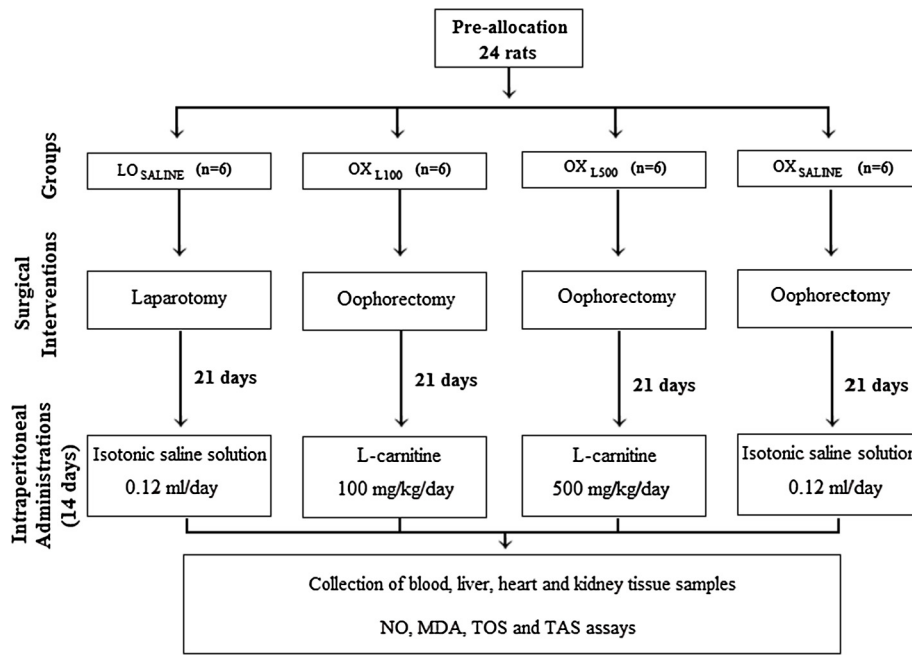 Pre-allocation
24 rats
Groups
LO SALINE (n=6)
OX L100 (n=6)
OX L500 (n=6)
OX SALINE (n=6)
Surgical
Interventions
Laparotomy
Oophorectomy
Oophorectomy
Oophorectomy
21 days
21 days
21 days
21 days
Intraperitoneal
Administrations
(14 days)
Isotonic saline solution
0.12 ml/day
L-carnitine
100 mg/kg/day
L-carnitine
500 mg/kg/day
Isotonic saline solution
0.12 ml/day
Collection of blood, liver, heart and kidney tissue samples
NO, MDA, TOS and TAS assays